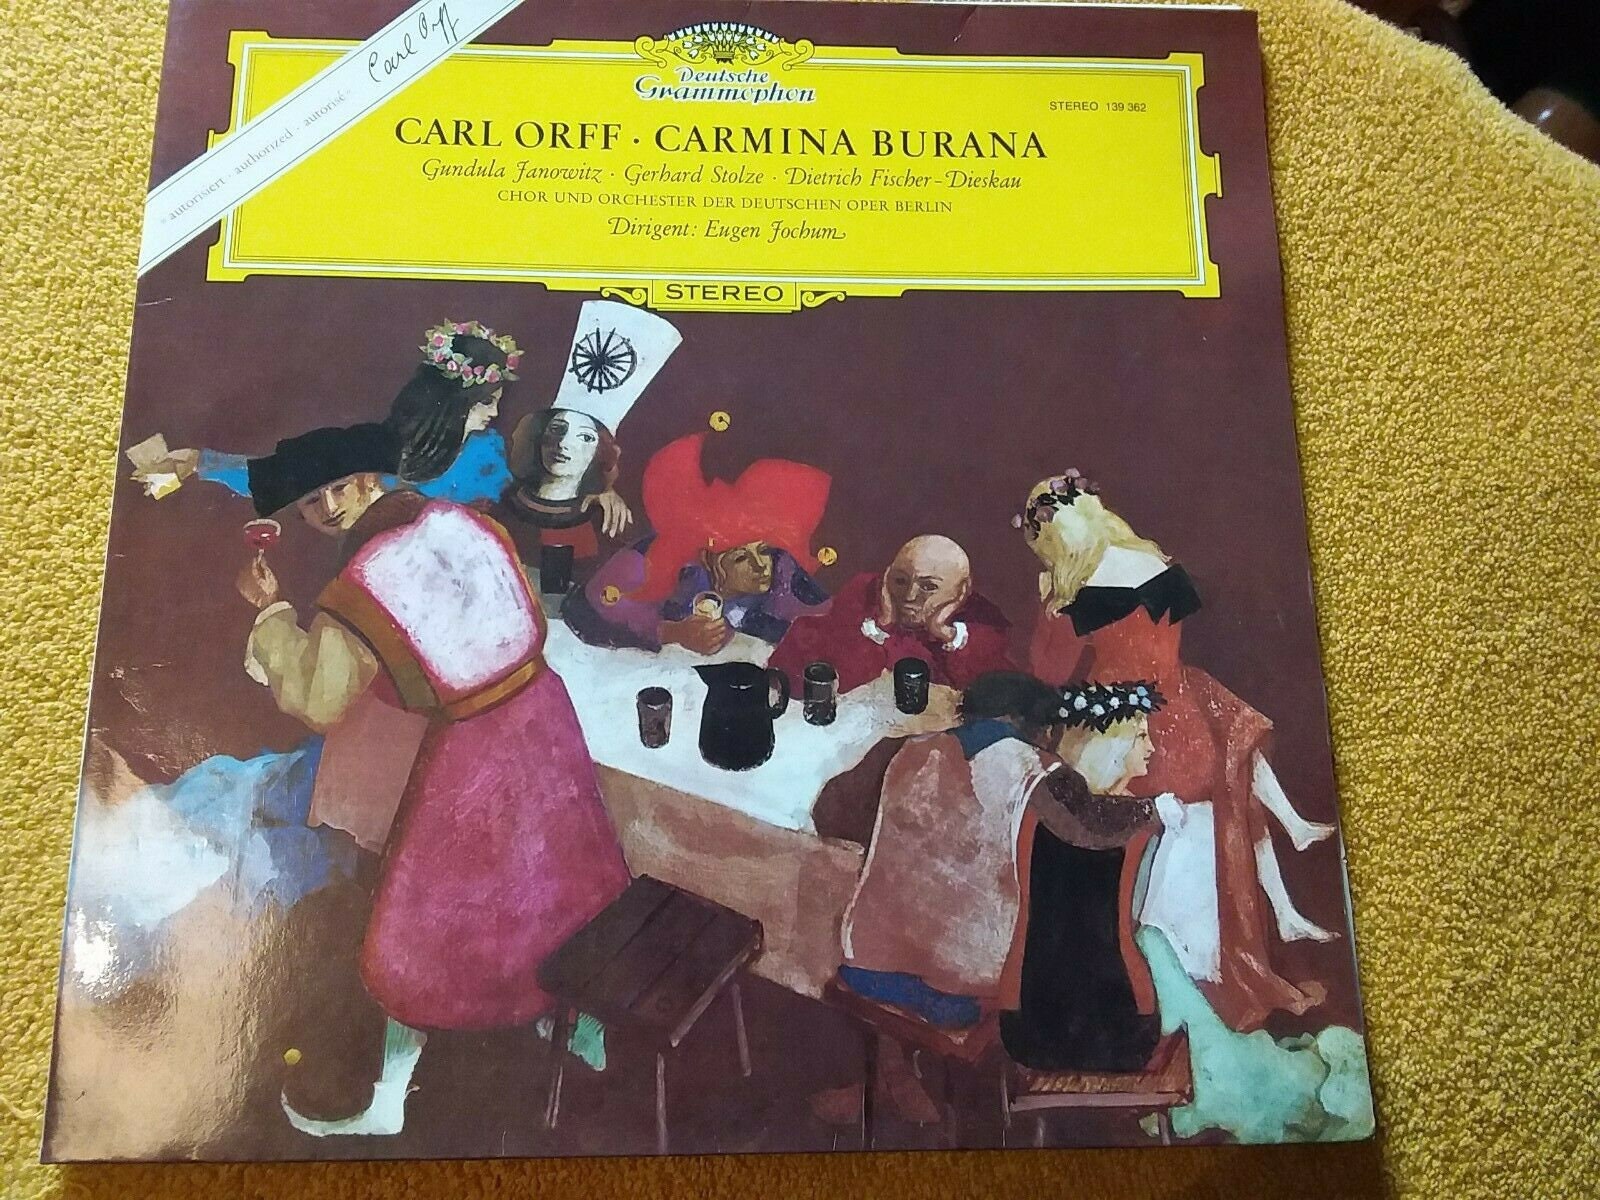 "autorisiert · authorized · autorisé"
Carl Orff
Deutsche
Grammophon
STEREO 139 362
CARL ORFF · CARMINA BURANA
Gundula Janowitz · Gerhard Stolze · Dietrich Fischer-Dieskau
CHOR UND ORCHESTER DER DEUTSCHEN OPER BERLIN
Dirigent: Eugen Jochum
STEREO